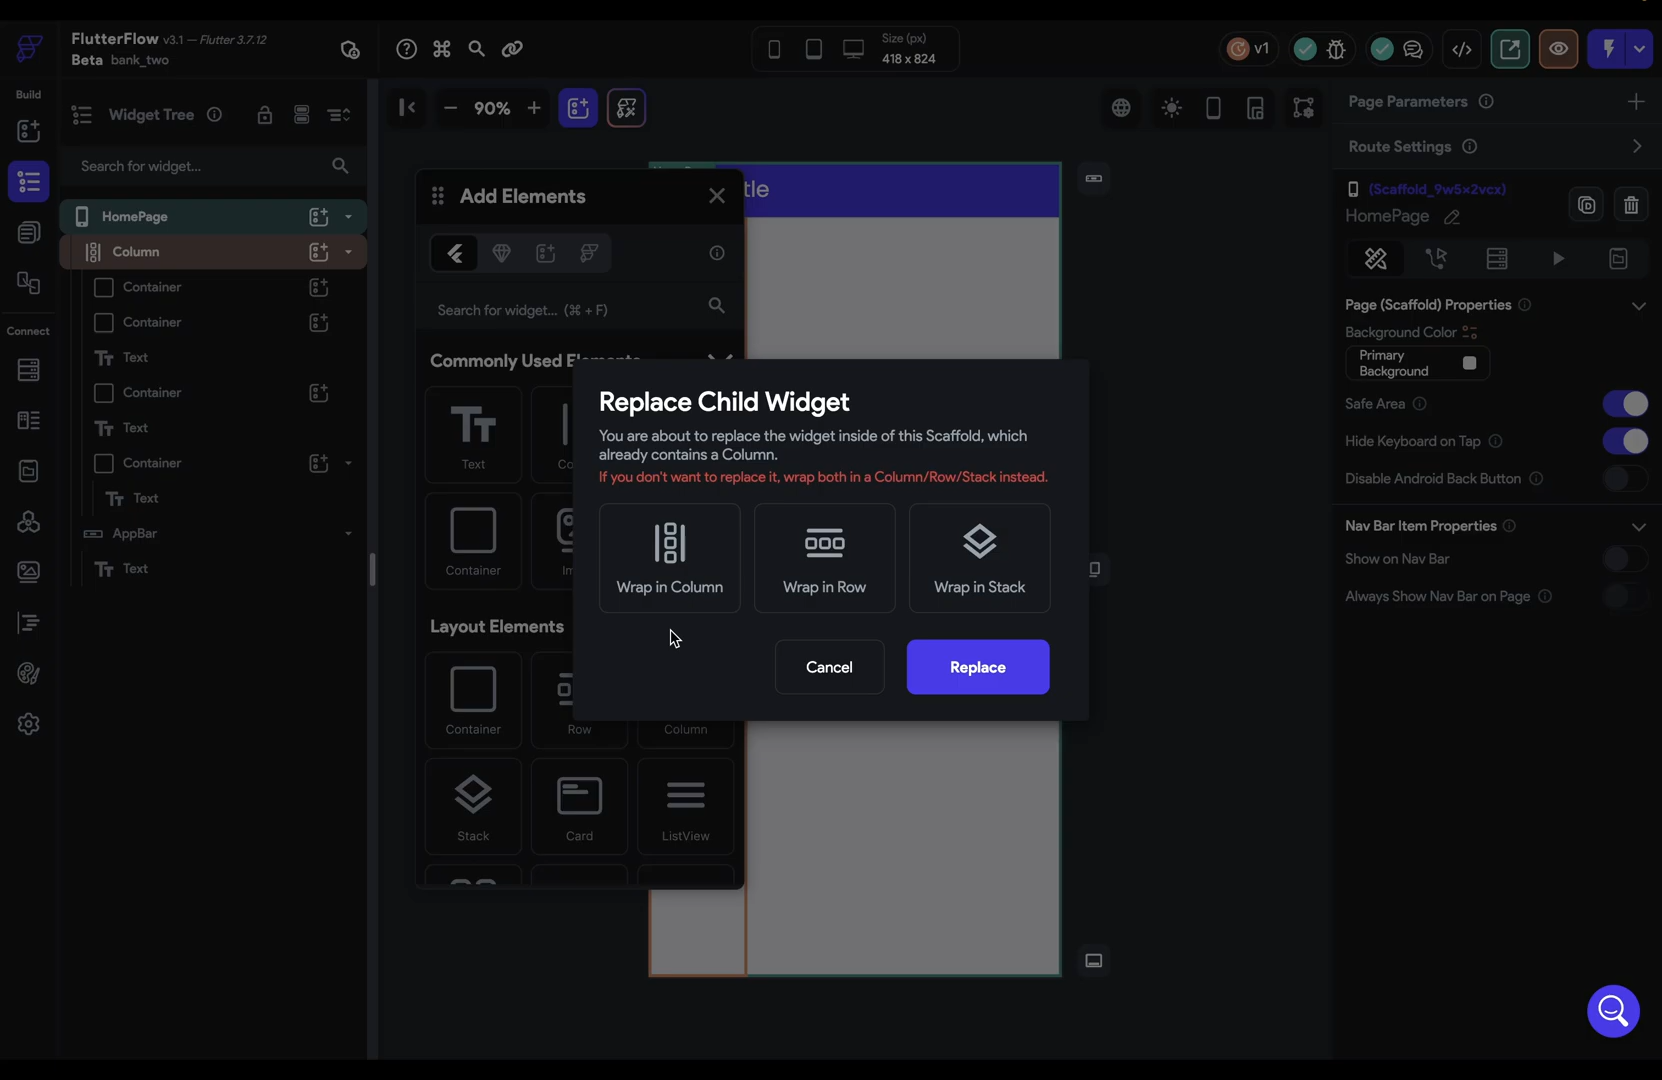 FlutterFlow v3.1 – Flutter 3.7.12
Beta bank_two
Size (px)
418 x 824
v1
Build
Widget Tree
Search for widget...
HomePage
Column
Container
Container
Text
Container
Text
Container
Text
AppBar
Text
Connect
90%
Add Elements
Search for widget... (⌘ + F)
Commonly Used Elements
Text
Co
Container
Im
Layout Elements
Container
Row
Column
Stack
Card
ListView
tle
Replace Child Widget
You are about to replace the widget inside of this Scaffold, which
already contains a Column.
If you don't want to replace it, wrap both in a Column/Row/Stack instead.
Wrap in Column
Wrap in Row
Wrap in Stack
Cancel
Replace
Page Parameters
Route Settings
(Scaffold_9w5x2vcx)
HomePage
Page (Scaffold) Properties
Background Color
Primary
Background
Safe Area
Hide Keyboard on Tap
Disable Android Back Button
Nav Bar Item Properties
Show on Nav Bar
Always Show Nav Bar on Page